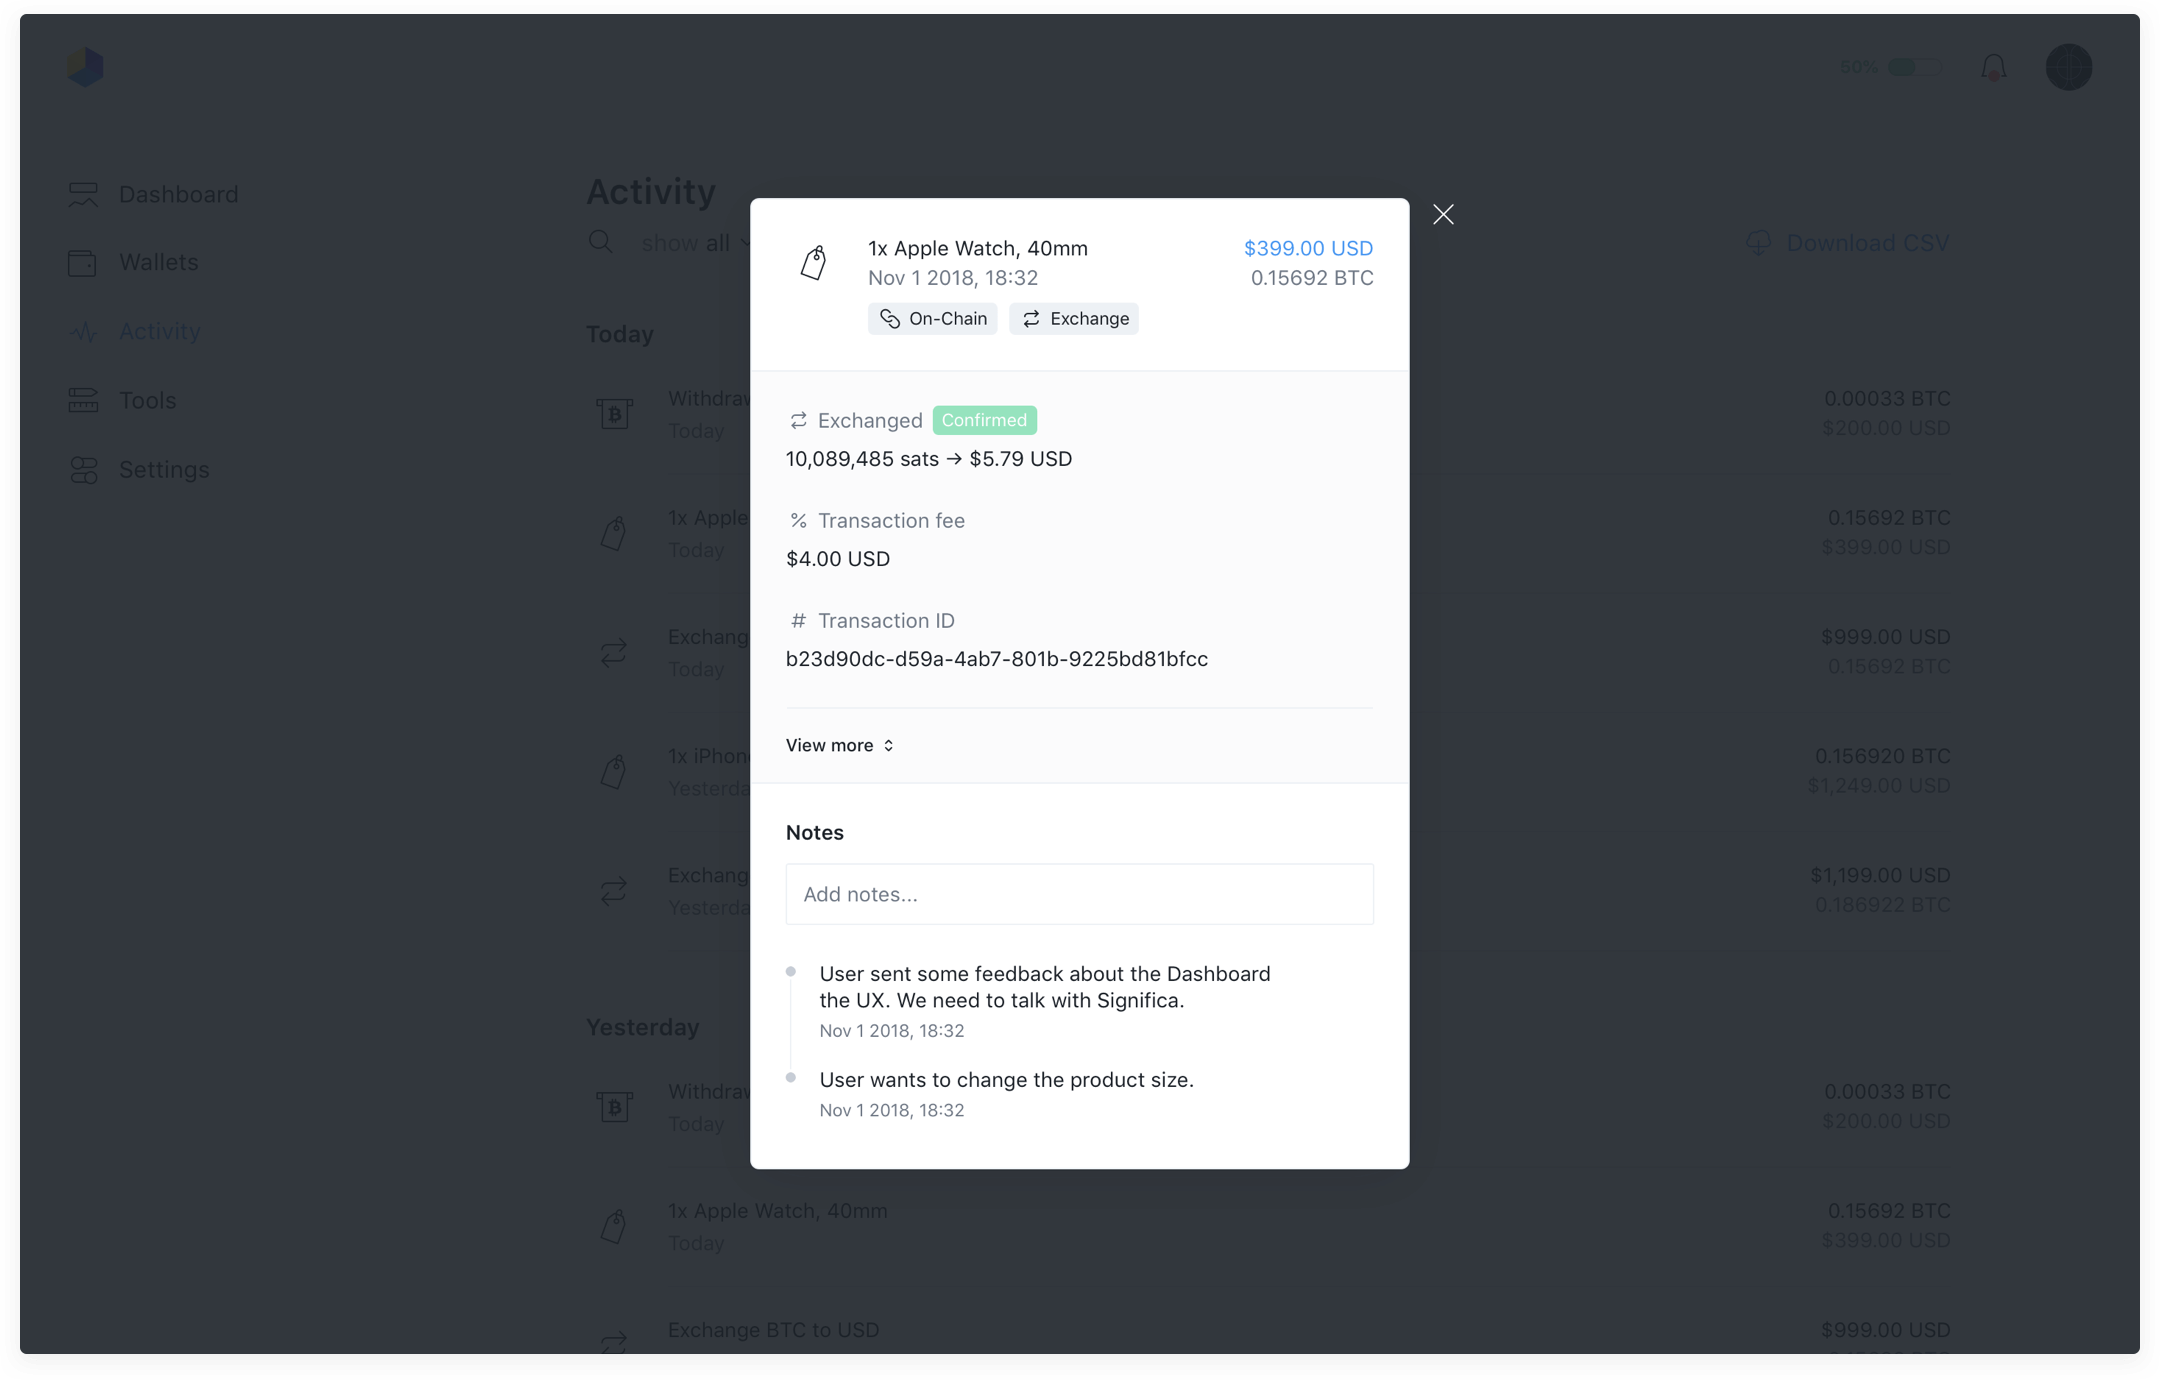 50%
Dashboard
Wallets
Activity
Tools
Settings
Activity
show all
Download CSV
Today
Withdraw
Today
0.00033 BTC
$200.00 USD
1x Apple
Today
0.15692 BTC
$399.00 USD
Exchang
Today
$999.00 USD
0.15692 BTC
1x iPhon
Yesterda
0.156920 BTC
$1,249.00 USD
Exchang
Yesterda
$1,199.00 USD
0.186922 BTC
Yesterday
Withdraw
Today
0.00033 BTC
$200.00 USD
1x Apple Watch, 40mm
Today
0.15692 BTC
$399.00 USD
Exchange BTC to USD
$999.00 USD
1x Apple Watch, 40mm
$399.00 USD
Nov 1 2018, 18:32
0.15692 BTC
On-Chain
Exchange
Exchanged Confirmed
10,089,485 sats → $5.79 USD
% Transaction fee
$4.00 USD
# Transaction ID
b23d90dc-d59a-4ab7-801b-9225bd81bfcc
View more
Notes
Add notes...
User sent some feedback about the Dashboard
the UX. We need to talk with Significa.
Nov 1 2018, 18:32
User wants to change the product size.
Nov 1 2018, 18:32